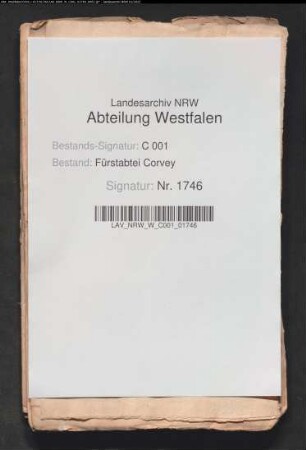 Landesarchiv NRW
Abteilung Westfalen
Bestands-Signatur: C 001
Bestand: Fürstabtei Corvey
Signatur: Nr. 1746
LAV_NRW_W_C001_01746